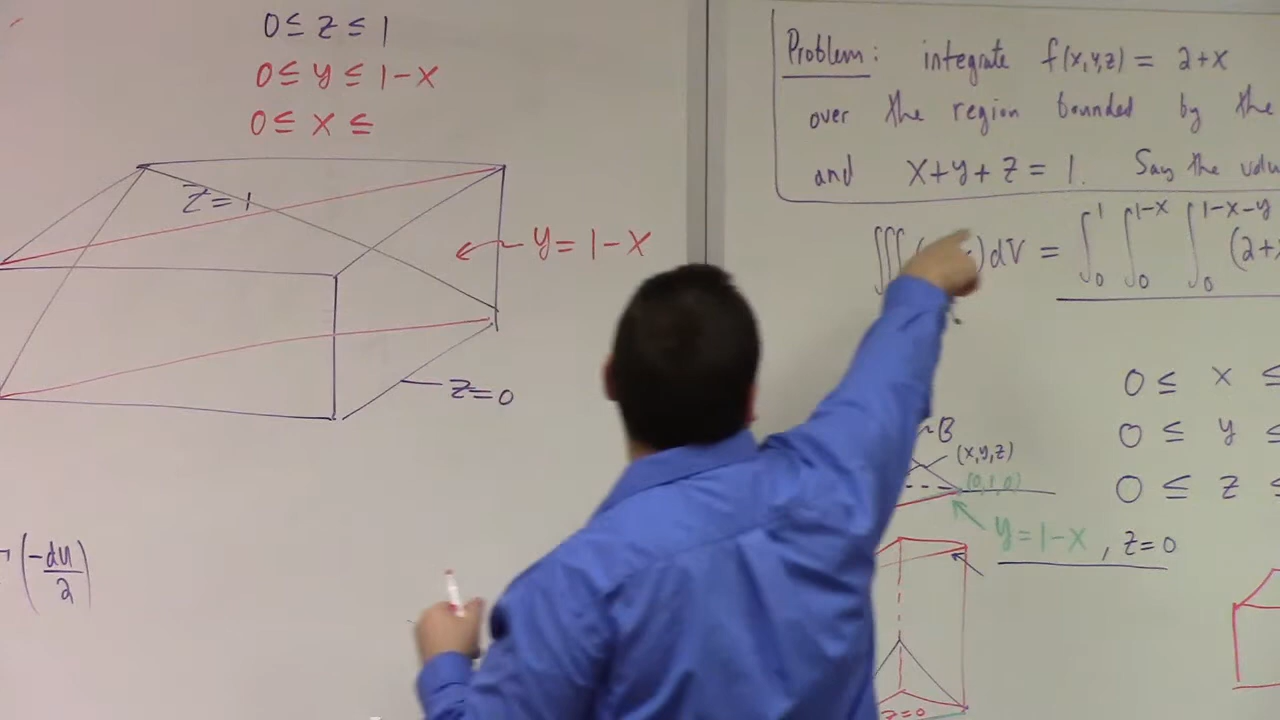 0 ≤ z ≤ 1
0 ≤ y ≤ 1-x
0 ≤ x ≤
z=1
y=1-x
z=0
(-du/2)
Problem: integrate f(x,y,z) = 2+x
over the region bounded by the
and x+y+z = 1. Say the
∭ dV = ∫₀¹ ∫₀^(1-x) ∫₀^(1-x-y) (2+
0 ≤ x ≤
0 ≤ y ≤
0 ≤ z ≤
B
(x,y,z)
(0,1,0)
y=1-x, z=0
z=0